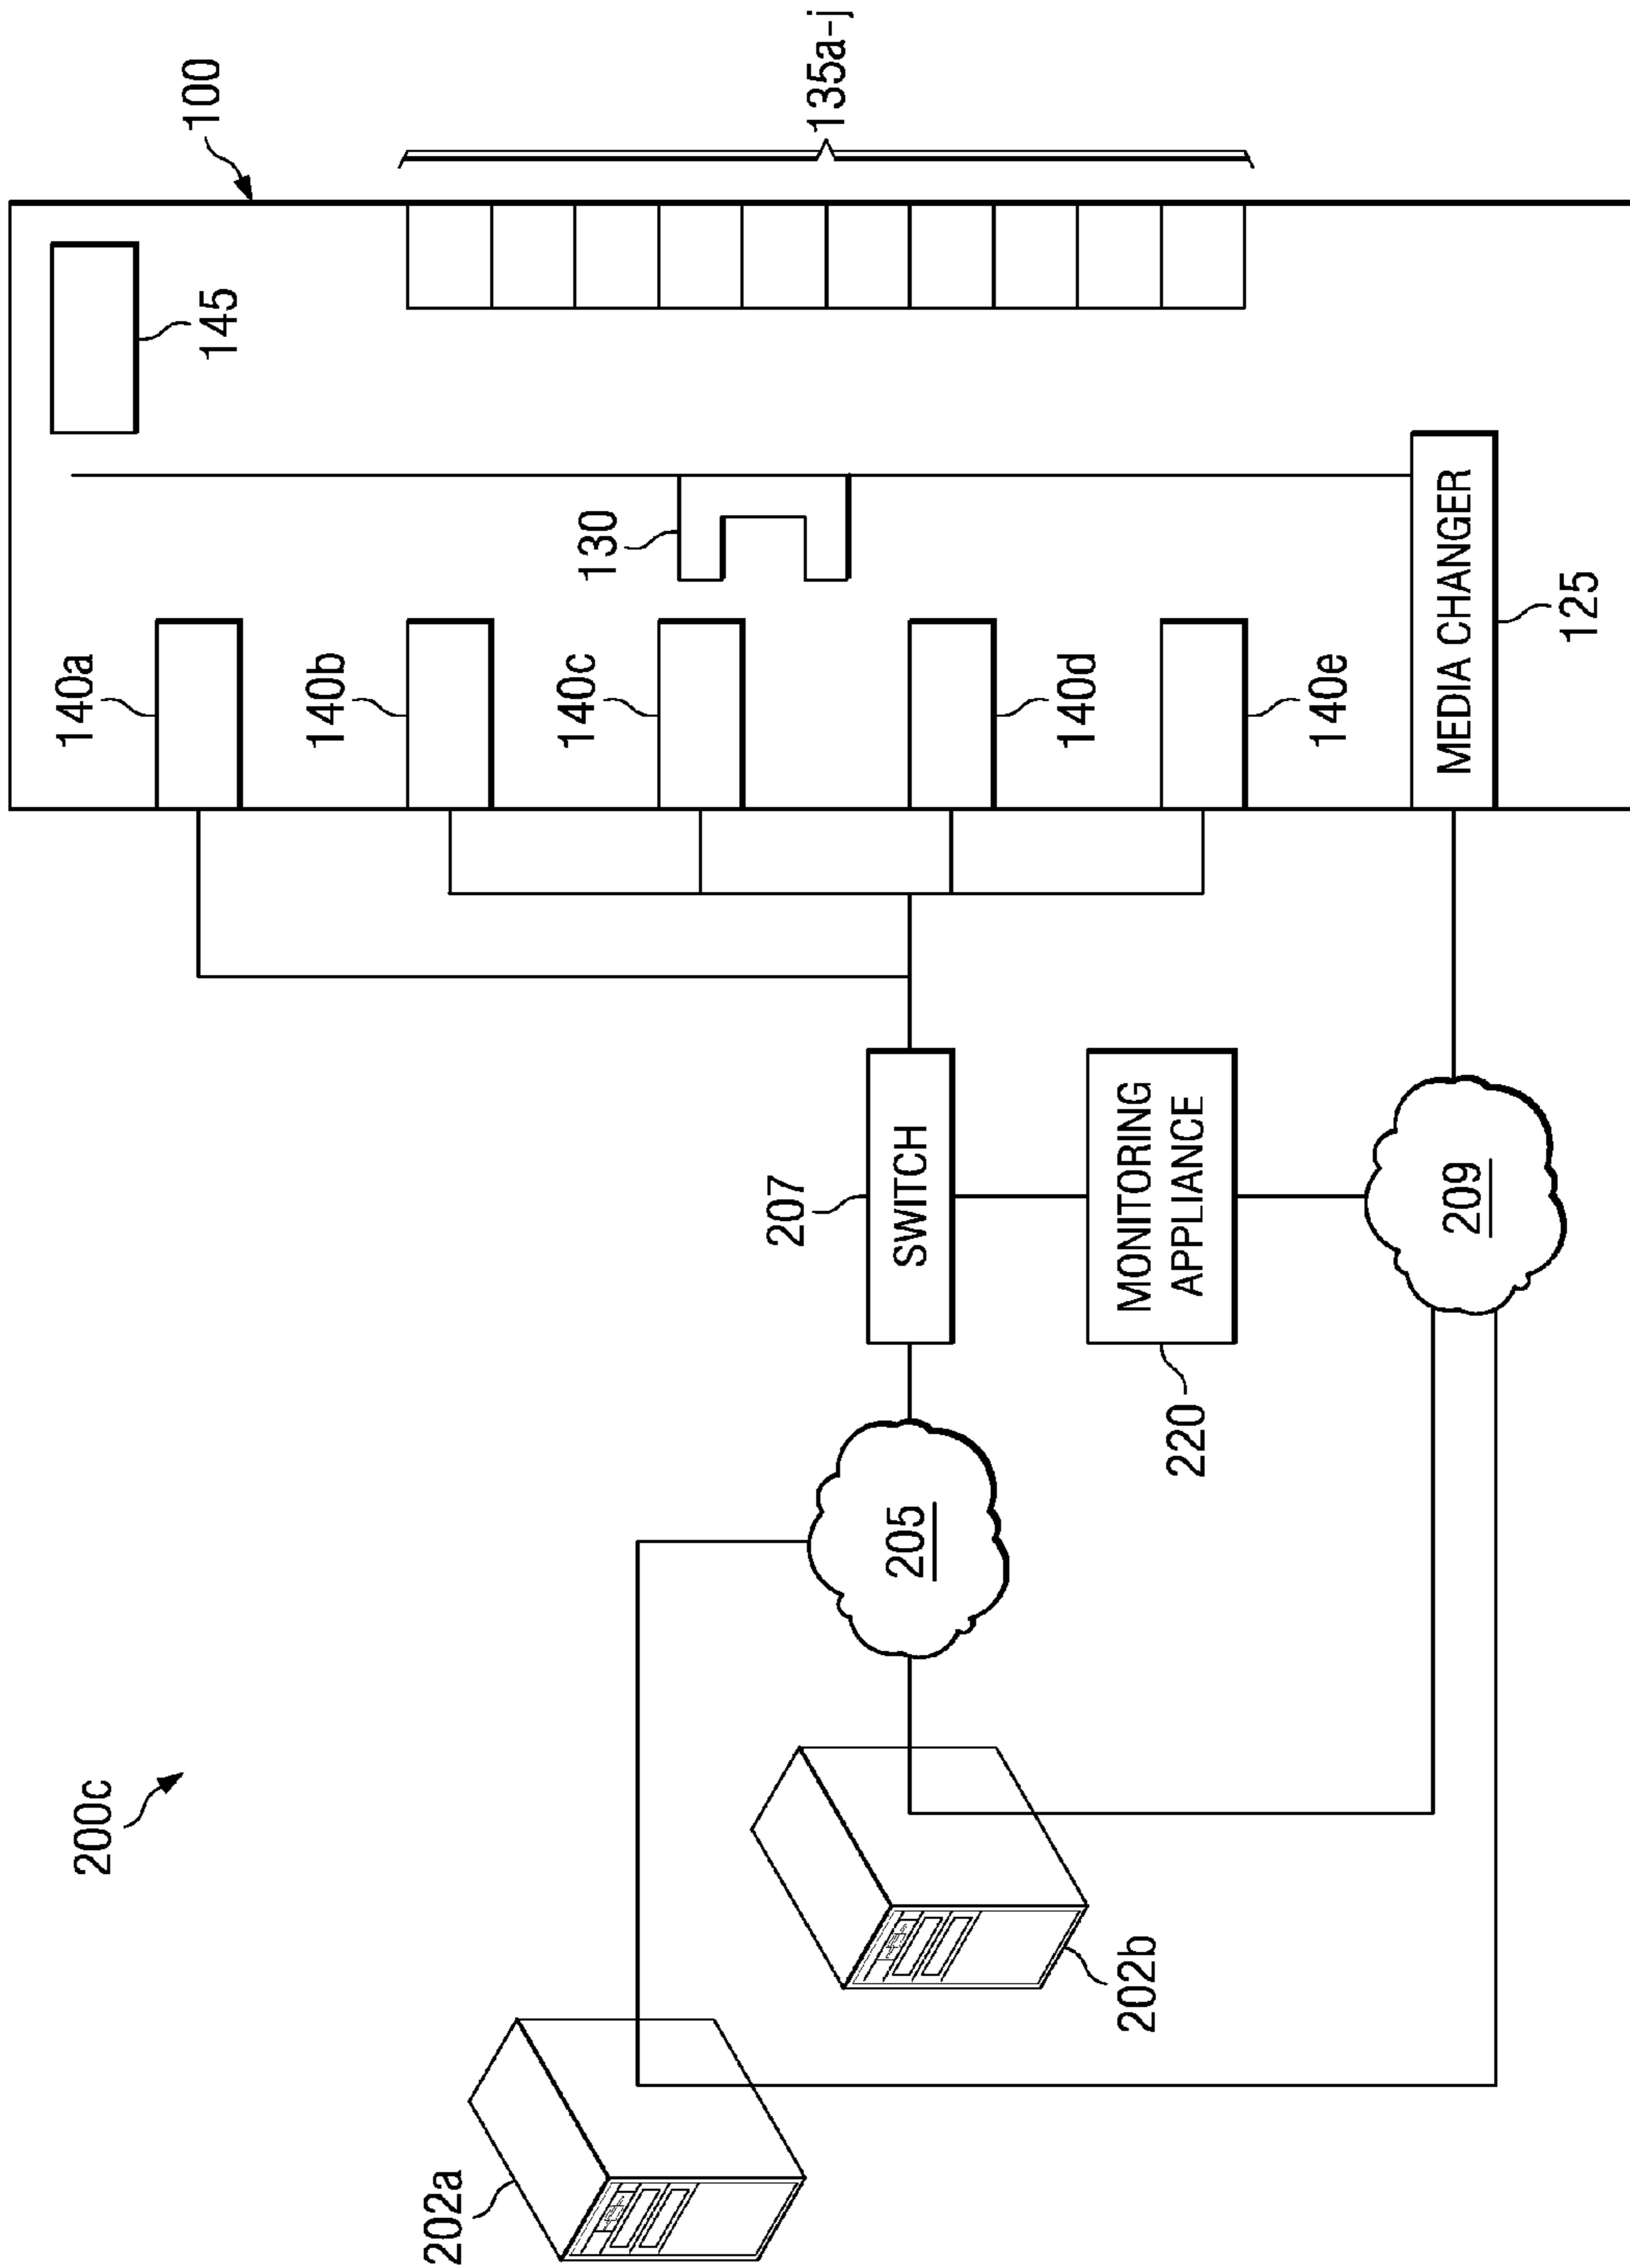 200c
202a
202b
205
207
SWITCH
220
MONITORING
APPLIANCE
209
140a
140b
140c
140d
140e
130
MEDIA CHANGER
125
145
100
135a-j